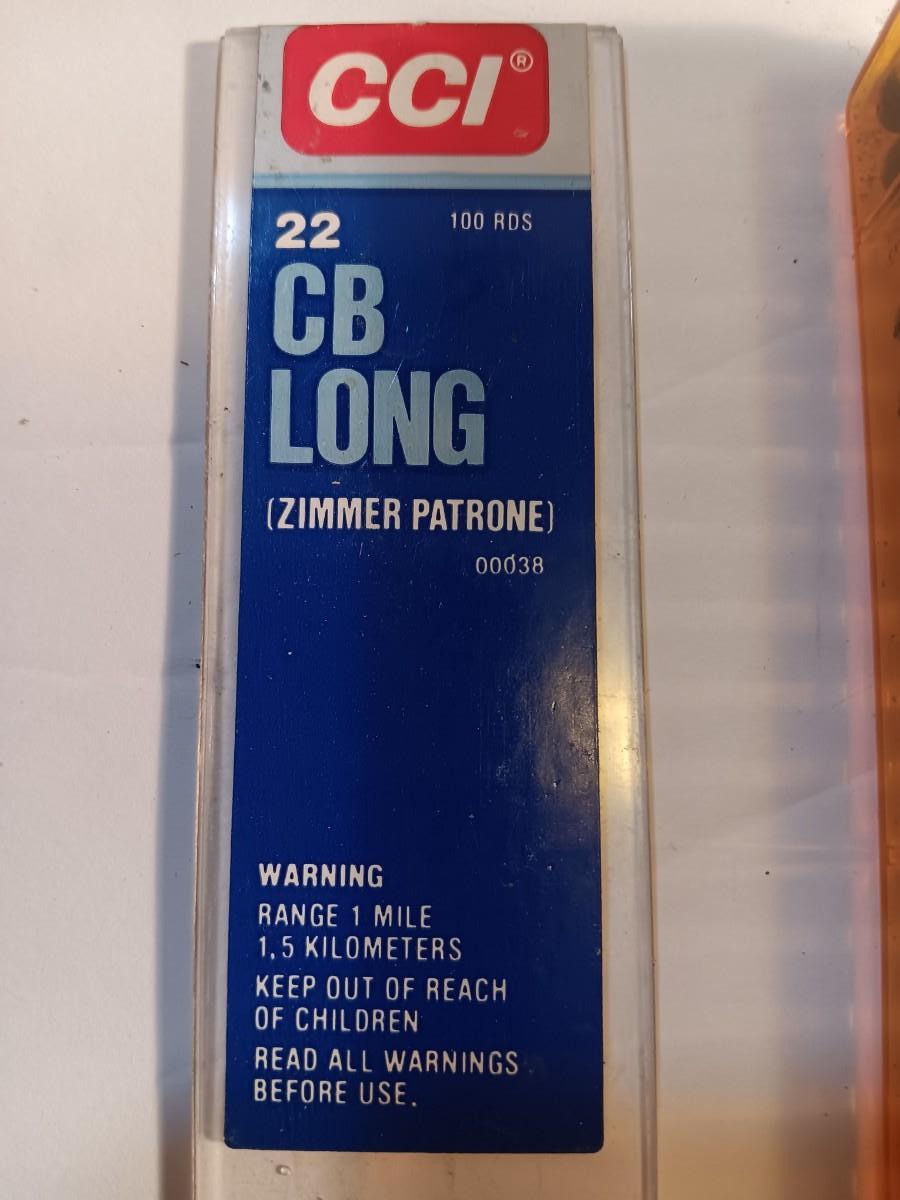 CCI®
22 100 RDS
CB
LONG
(ZIMMER PATRONE)
00038
WARNING
RANGE 1 MILE
1.5 KILOMETERS
KEEP OUT OF REACH
OF CHILDREN
READ ALL WARNINGS
BEFORE USE.